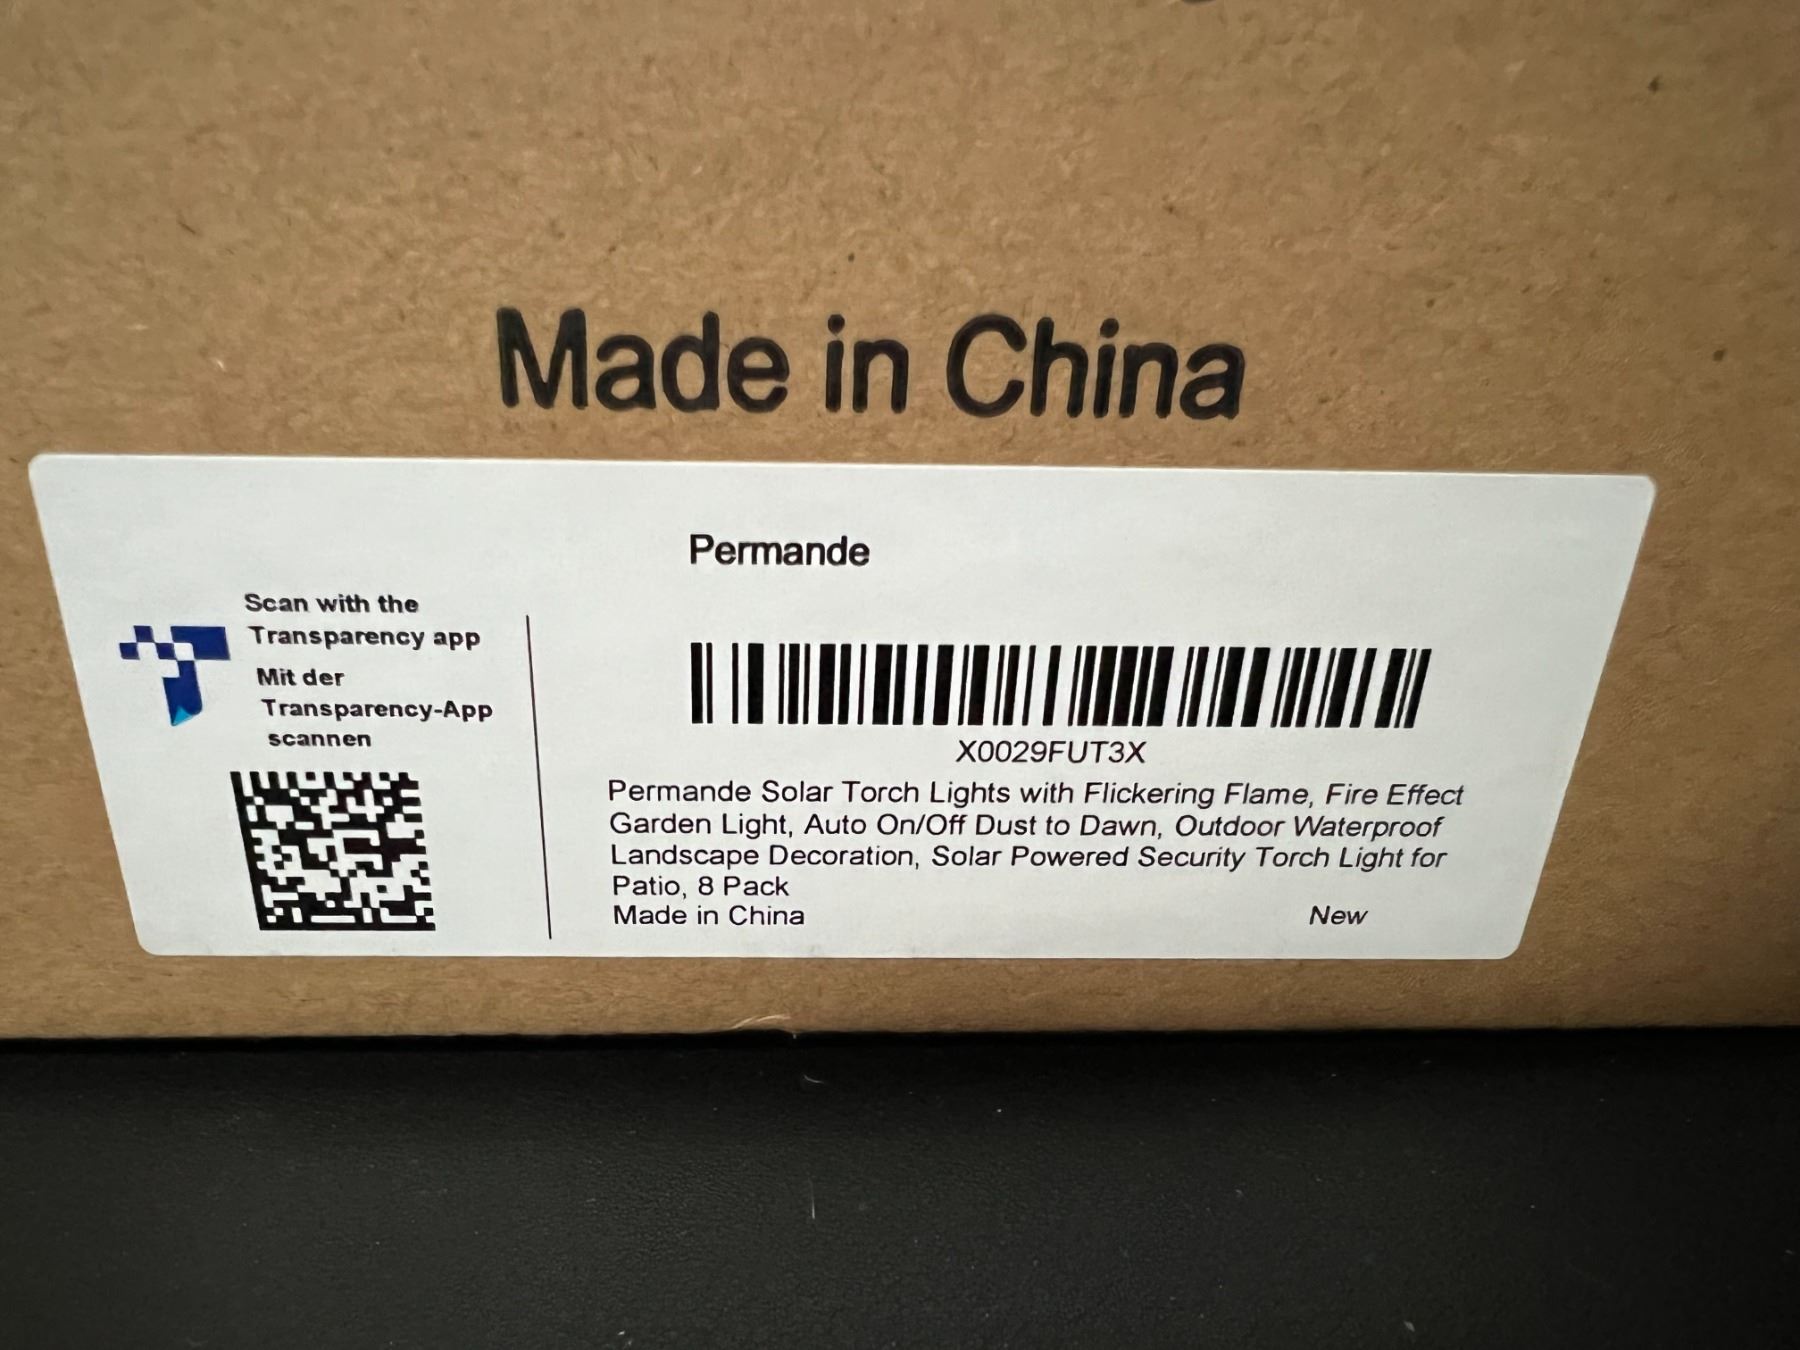 Made in China
Permande
Scan with the
Transparency app
Mit der
Transparency-App
scannen
X0029FUT3X
Permande Solar Torch Lights with Flickering Flame, Fire Effect
Garden Light, Auto On/Off Dust to Dawn, Outdoor Waterproof
Landscape Decoration, Solar Powered Security Torch Light for
Patio, 8 Pack
Made in China
New